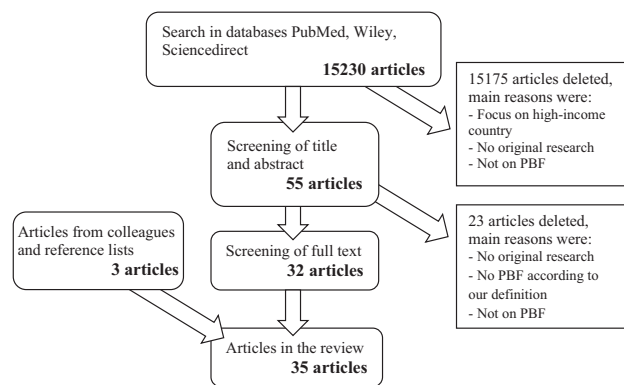 Search in databases PubMed, Wiley,
Sciencedirect
15230 articles
15175 articles deleted,
main reasons were:
- Focus on high-income
country
- No original research
- Not on PBF
Screening of title
and abstract
55 articles
23 articles deleted,
main reasons were:
- No original research
- No PBF according to
our definition
- Not on PBF
Articles from colleagues
and reference lists
3 articles
Screening of full text
32 articles
Articles in the review
35 articles